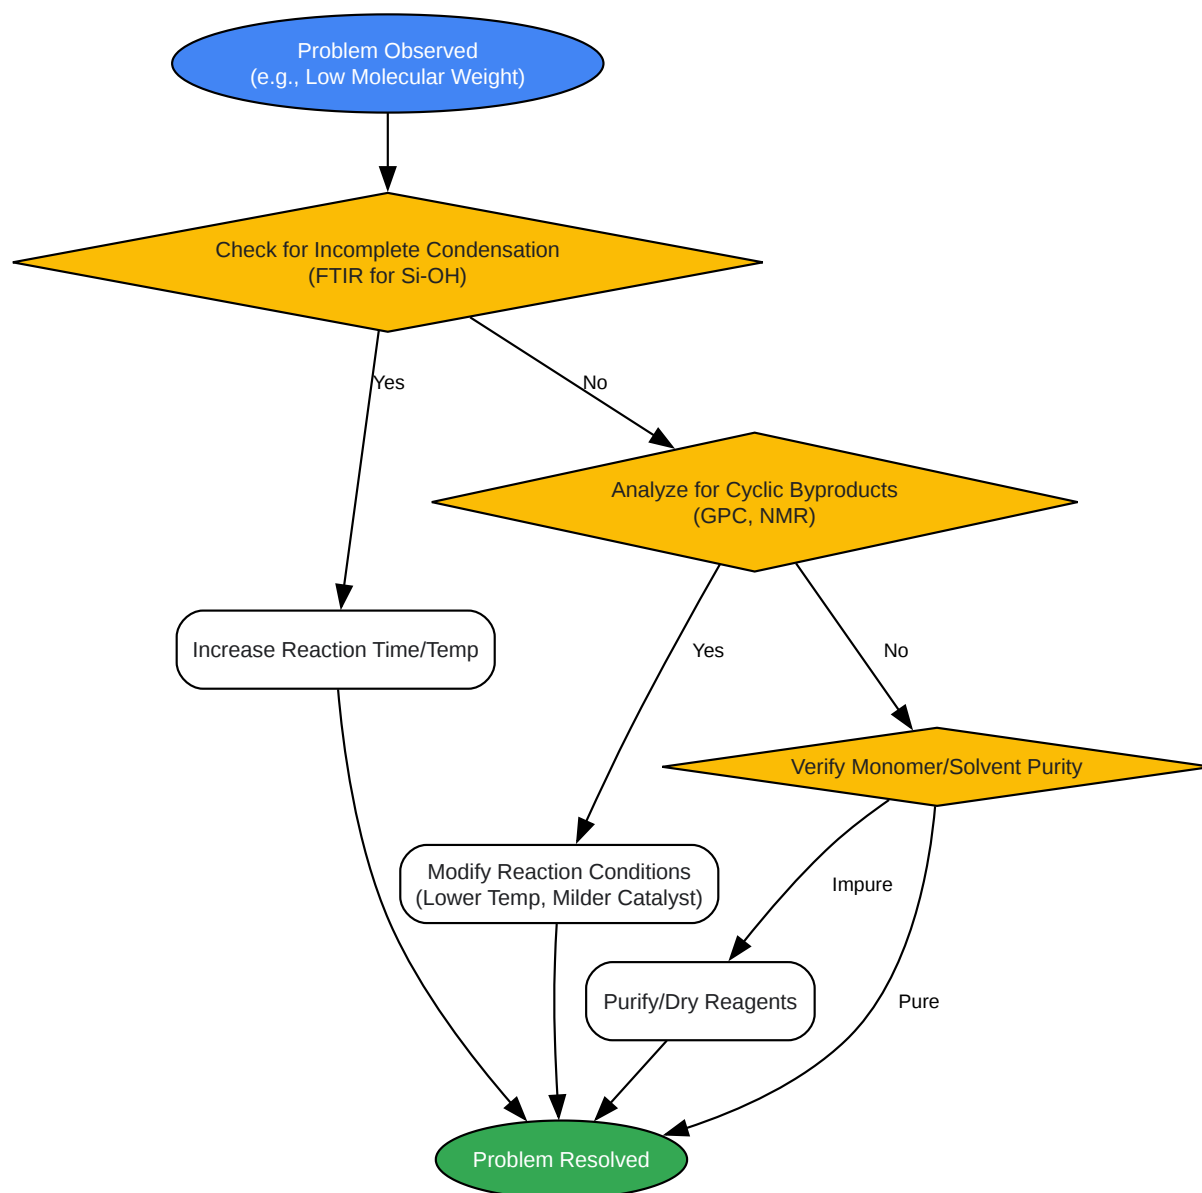 Problem Observed
(e.g., Low Molecular Weight)
Check for Incomplete Condensation
(FTIR for Si-OH)
Yes
No
Analyze for Cyclic Byproducts
(GPC, NMR)
Increase Reaction Time/Temp
Yes
No
Verify Monomer/Solvent Purity
Modify Reaction Conditions
(Lower Temp, Milder Catalyst)
Impure
Purify/Dry Reagents
Pure
Problem Resolved